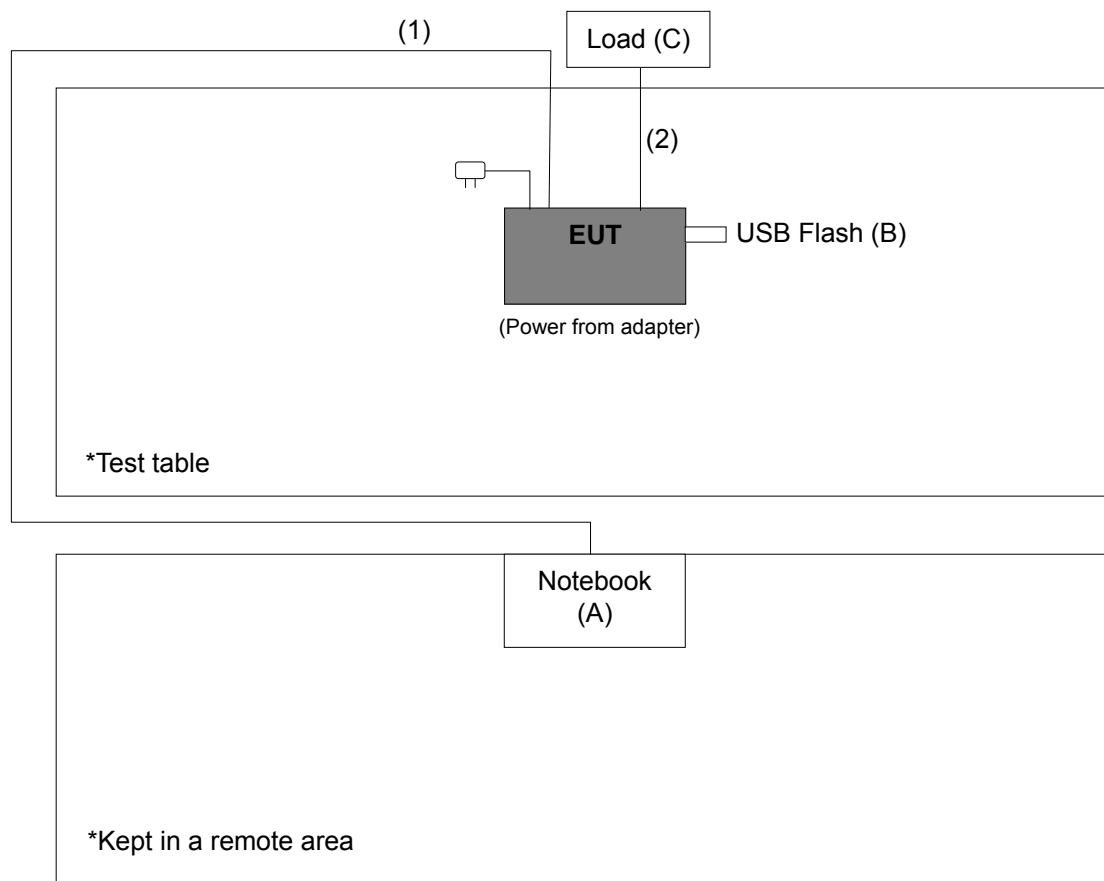 (1)
Load (C)
(2)
EUT
USB Flash (B)
(Power from adapter)
*Test table
Notebook
(A)
*Kept in a remote area